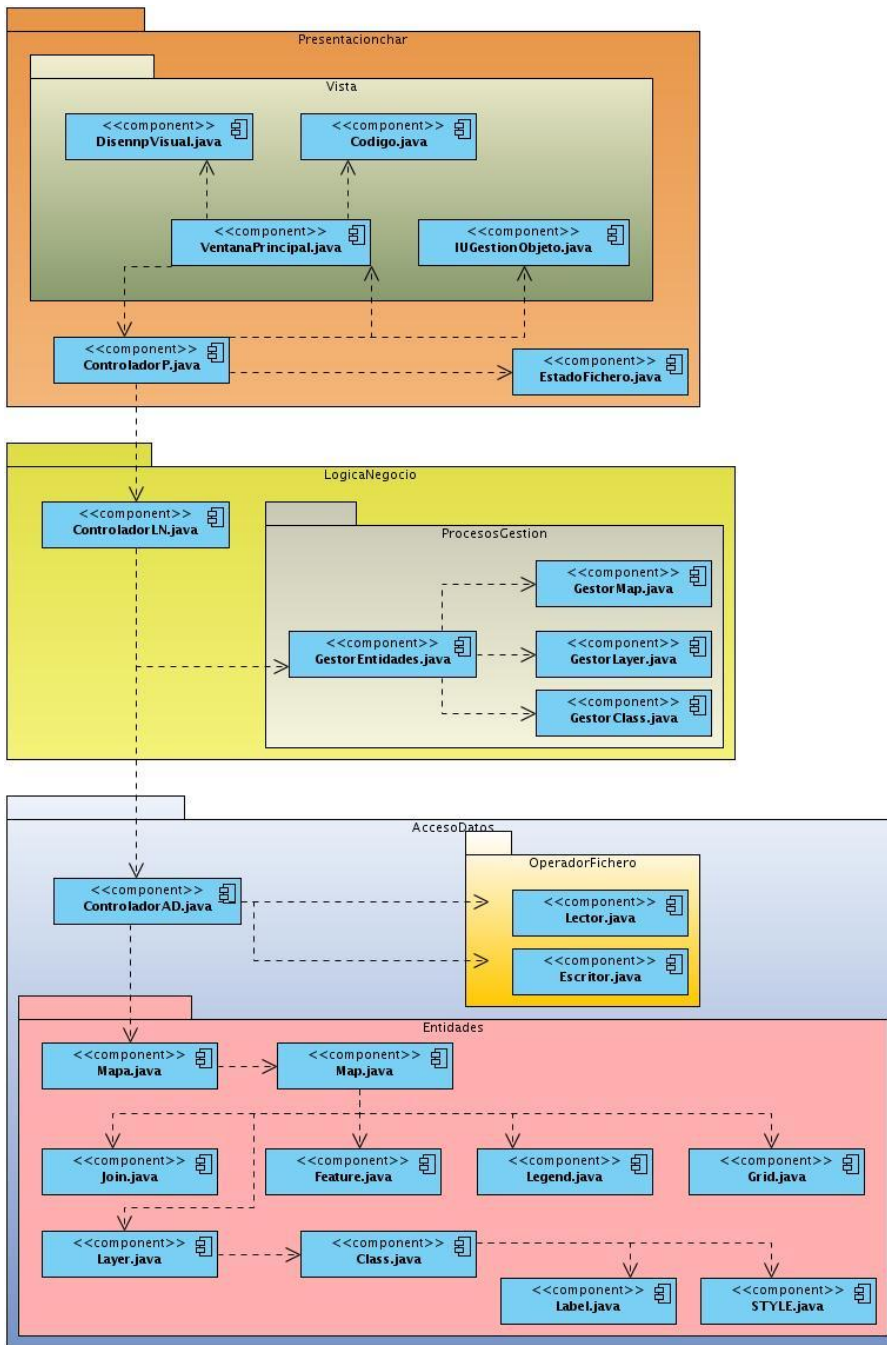 Presentacionchar
Vista
<<component>>
DisennpVisual.java
<<component>>
Codigo.java
<<component>>
VentanaPrincipal.java
<<component>>
IUGestionObjeto.java
<<component>>
ControladorP.java
<<component>>
EstadoFichero.java
LogicaNegocio
<<component>>
ControladorLN.java
ProcesosGestion
<<component>>
GestorMap.java
<<component>>
GestorEntidades.java
<<component>>
GestorLayer.java
<<component>>
GestorClass.java
AccesoDatos
OperadorFichero
<<component>>
ControladorAD.java
<<component>>
Lector.java
<<component>>
Escritor.java
Entidades
<<component>>
Mapa.java
<<component>>
Map.java
<<component>>
Join.java
<<component>>
Feature.java
<<component>>
Legend.java
<<component>>
Grid.java
<<component>>
Layer.java
<<component>>
Class.java
<<component>>
Label.java
<<component>>
STYLE.java